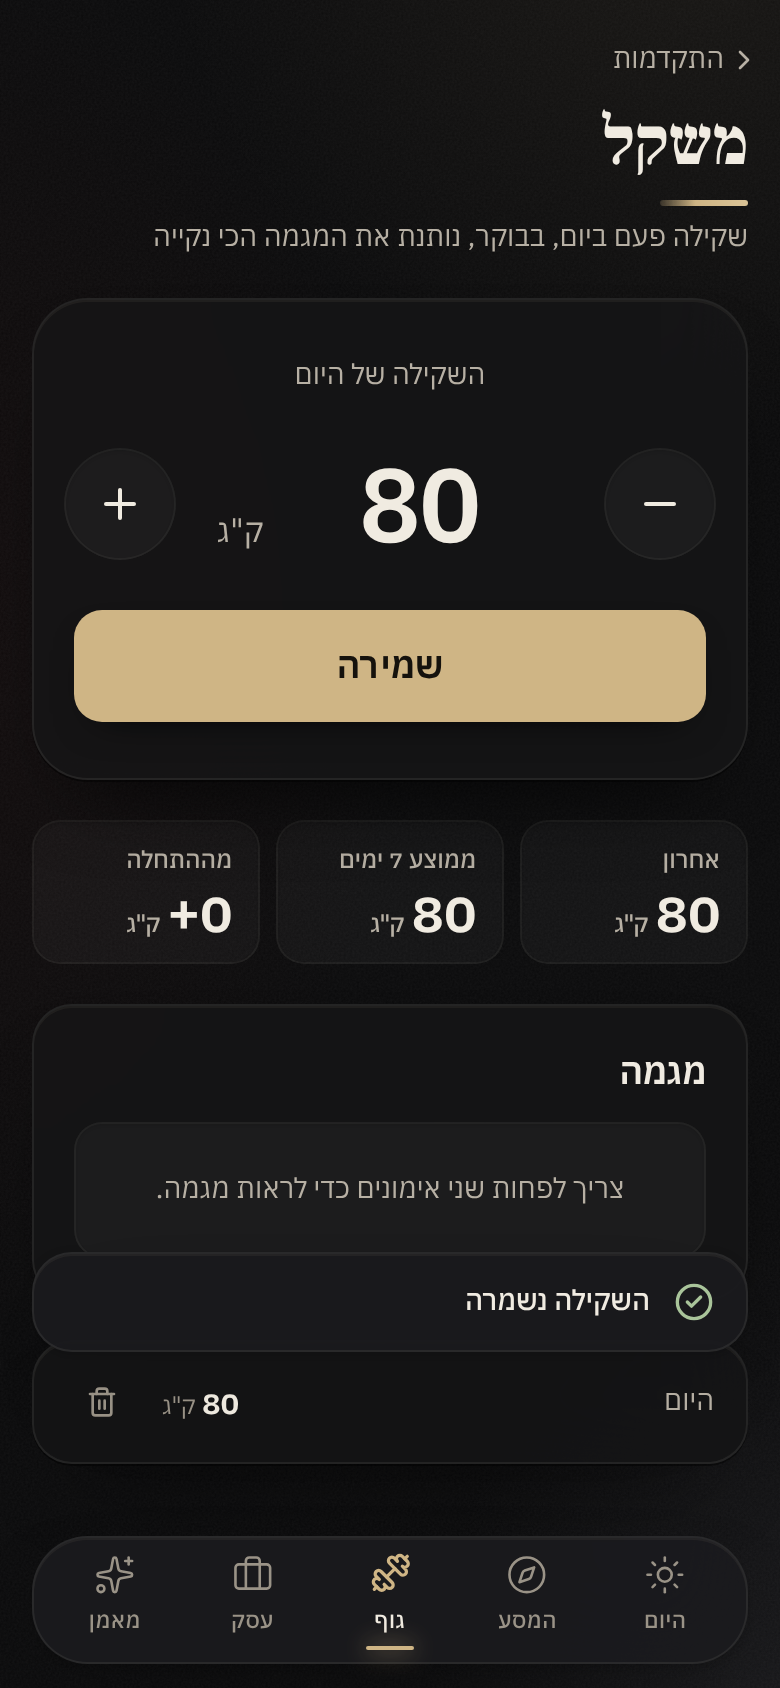 התקדמות
משקל
שקילה פעם ביום, בבוקר, נותנת את המגמה הכי נקייה
השקילה של היום
80 ק"ג
שמירה
אחרון
80 ק"ג
ממוצע 7 ימים
80 ק"ג
מההתחלה
+0 ק"ג
מגמה
צריך לפחות שני אימונים כדי לראות מגמה.
השקילה נשמרה
היום
80 ק"ג
היום
המסע
גוף
עסק
מאמן